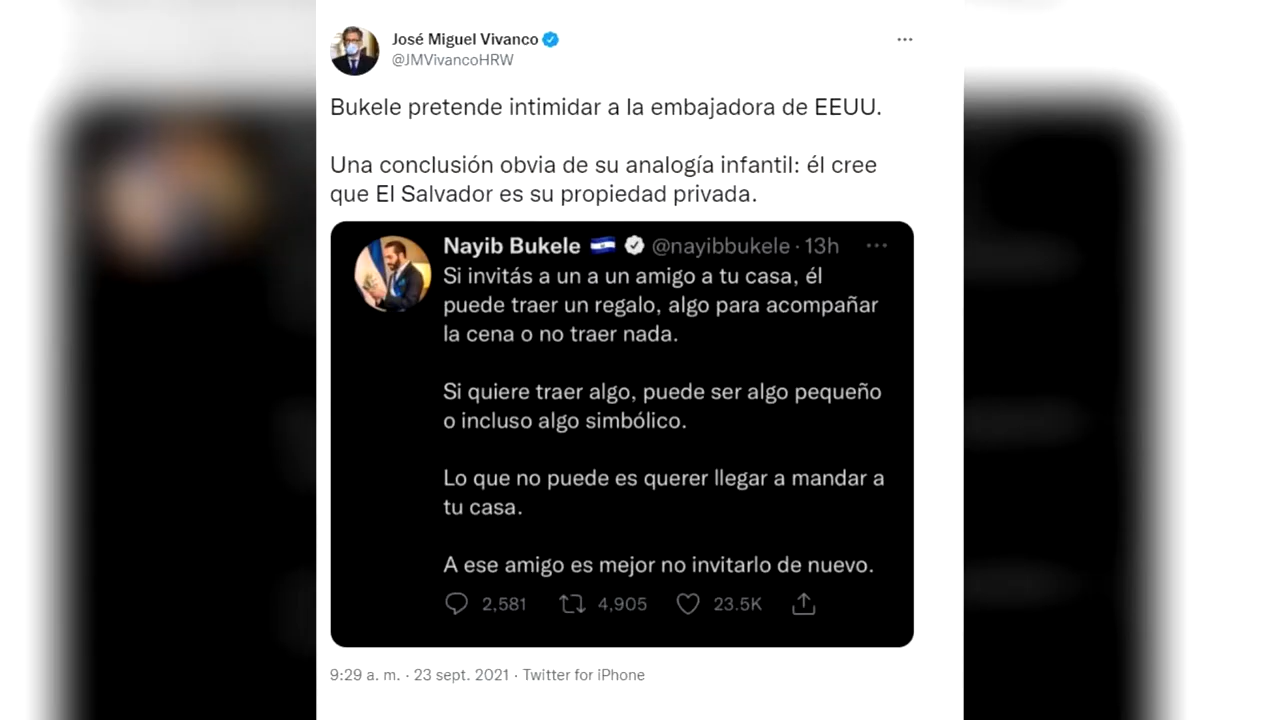 José Miguel Vivanco
@JMVivancoHRW
Bukele pretende intimidar a la embajadora de EEUU.
Una conclusión obvia de su analogía infantil: él cree
que El Salvador es su propiedad privada.
Nayib Bukele 🇸🇻 @nayibbukele · 13h
Si invitás a un a un amigo a tu casa, él
puede traer un regalo, algo para acompañar
la cena o no traer nada.
Si quiere traer algo, puede ser algo pequeño
o incluso algo simbólico.
Lo que no puede es querer llegar a mandar a
tu casa.
A ese amigo es mejor no invitarlo de nuevo.
2,581 4,905 23.5K
9:29 a. m. · 23 sept. 2021 · Twitter for iPhone